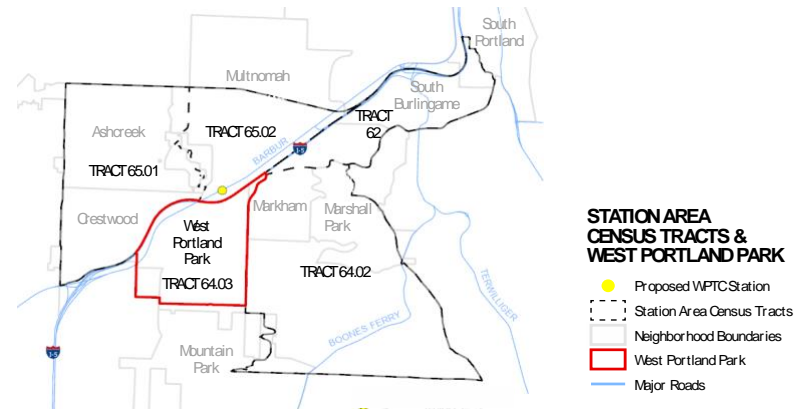 South
Portland
Multnomah
South
Burlingame
TRACT
62
Ashcreek
TRACT 65.02
BARBUR
I-5
TRACT 65.01
Crestwood
Markham
Marshall
Park
West
Portland
Park
TRACT 64.03
TRACT 64.02
TERWILLIGER
BOONES FERRY
Mountain
Park
I-5
STATION AREA
CENSUS TRACTS &
WEST PORTLAND PARK
Proposed WPTC Station
Station Area Census Tracts
Neighborhood Boundaries
West Portland Park
Major Roads